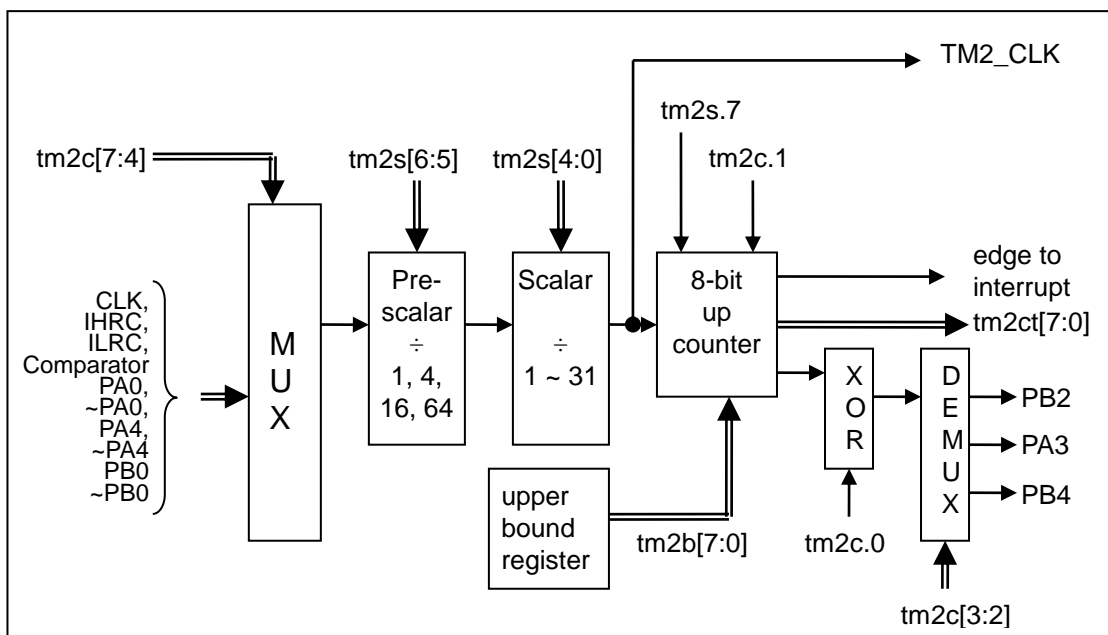 TM2_CLK
tm2s.7
tm2c[7:4]
tm2s[6:5]
tm2s[4:0]
tm2c.1
CLK,
IHRC,
ILRC,
Comparator
PA0,
~PA0,
PA4,
~PA4
PB0
~PB0
M
U
X
Pre-
scalar
÷
1, 4,
16, 64
Scalar
÷
1 ~ 31
8-bit
up
counter
edge to
interrupt
tm2ct[7:0]
upper
bound
register
tm2b[7:0]
X
O
R
tm2c.0
D
E
M
U
X
PB2
PA3
PB4
tm2c[3:2]